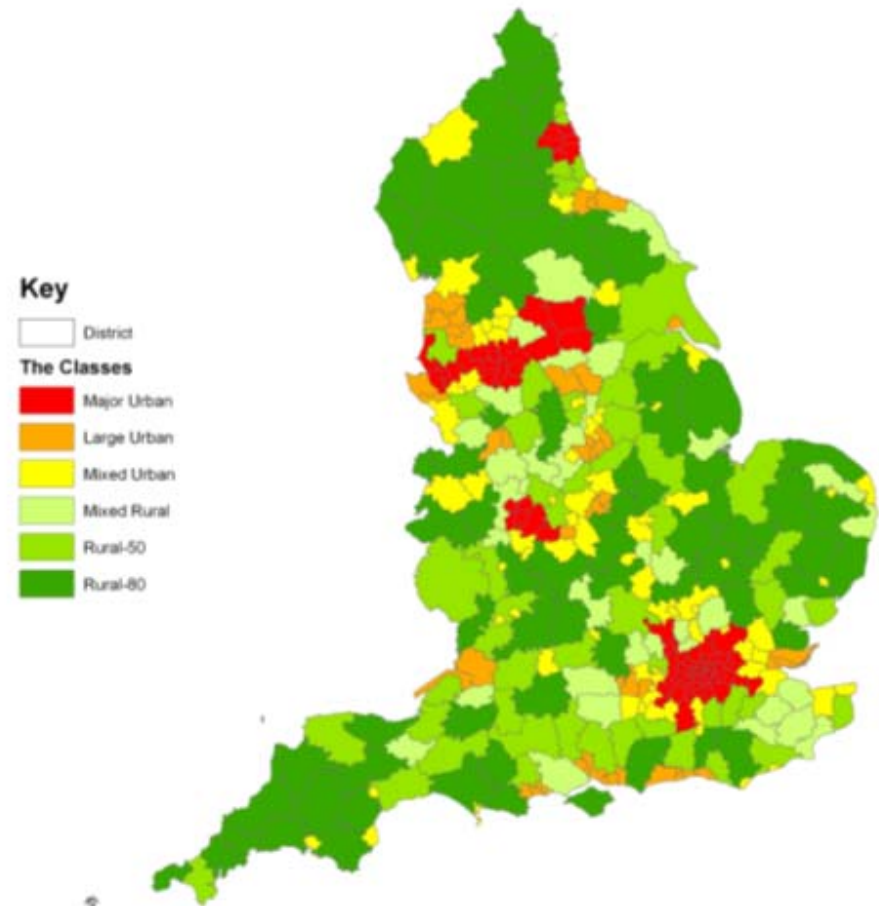 Key
District
The Classes
Major Urban
Large Urban
Mixed Urban
Mixed Rural
Rural-50
Rural-80